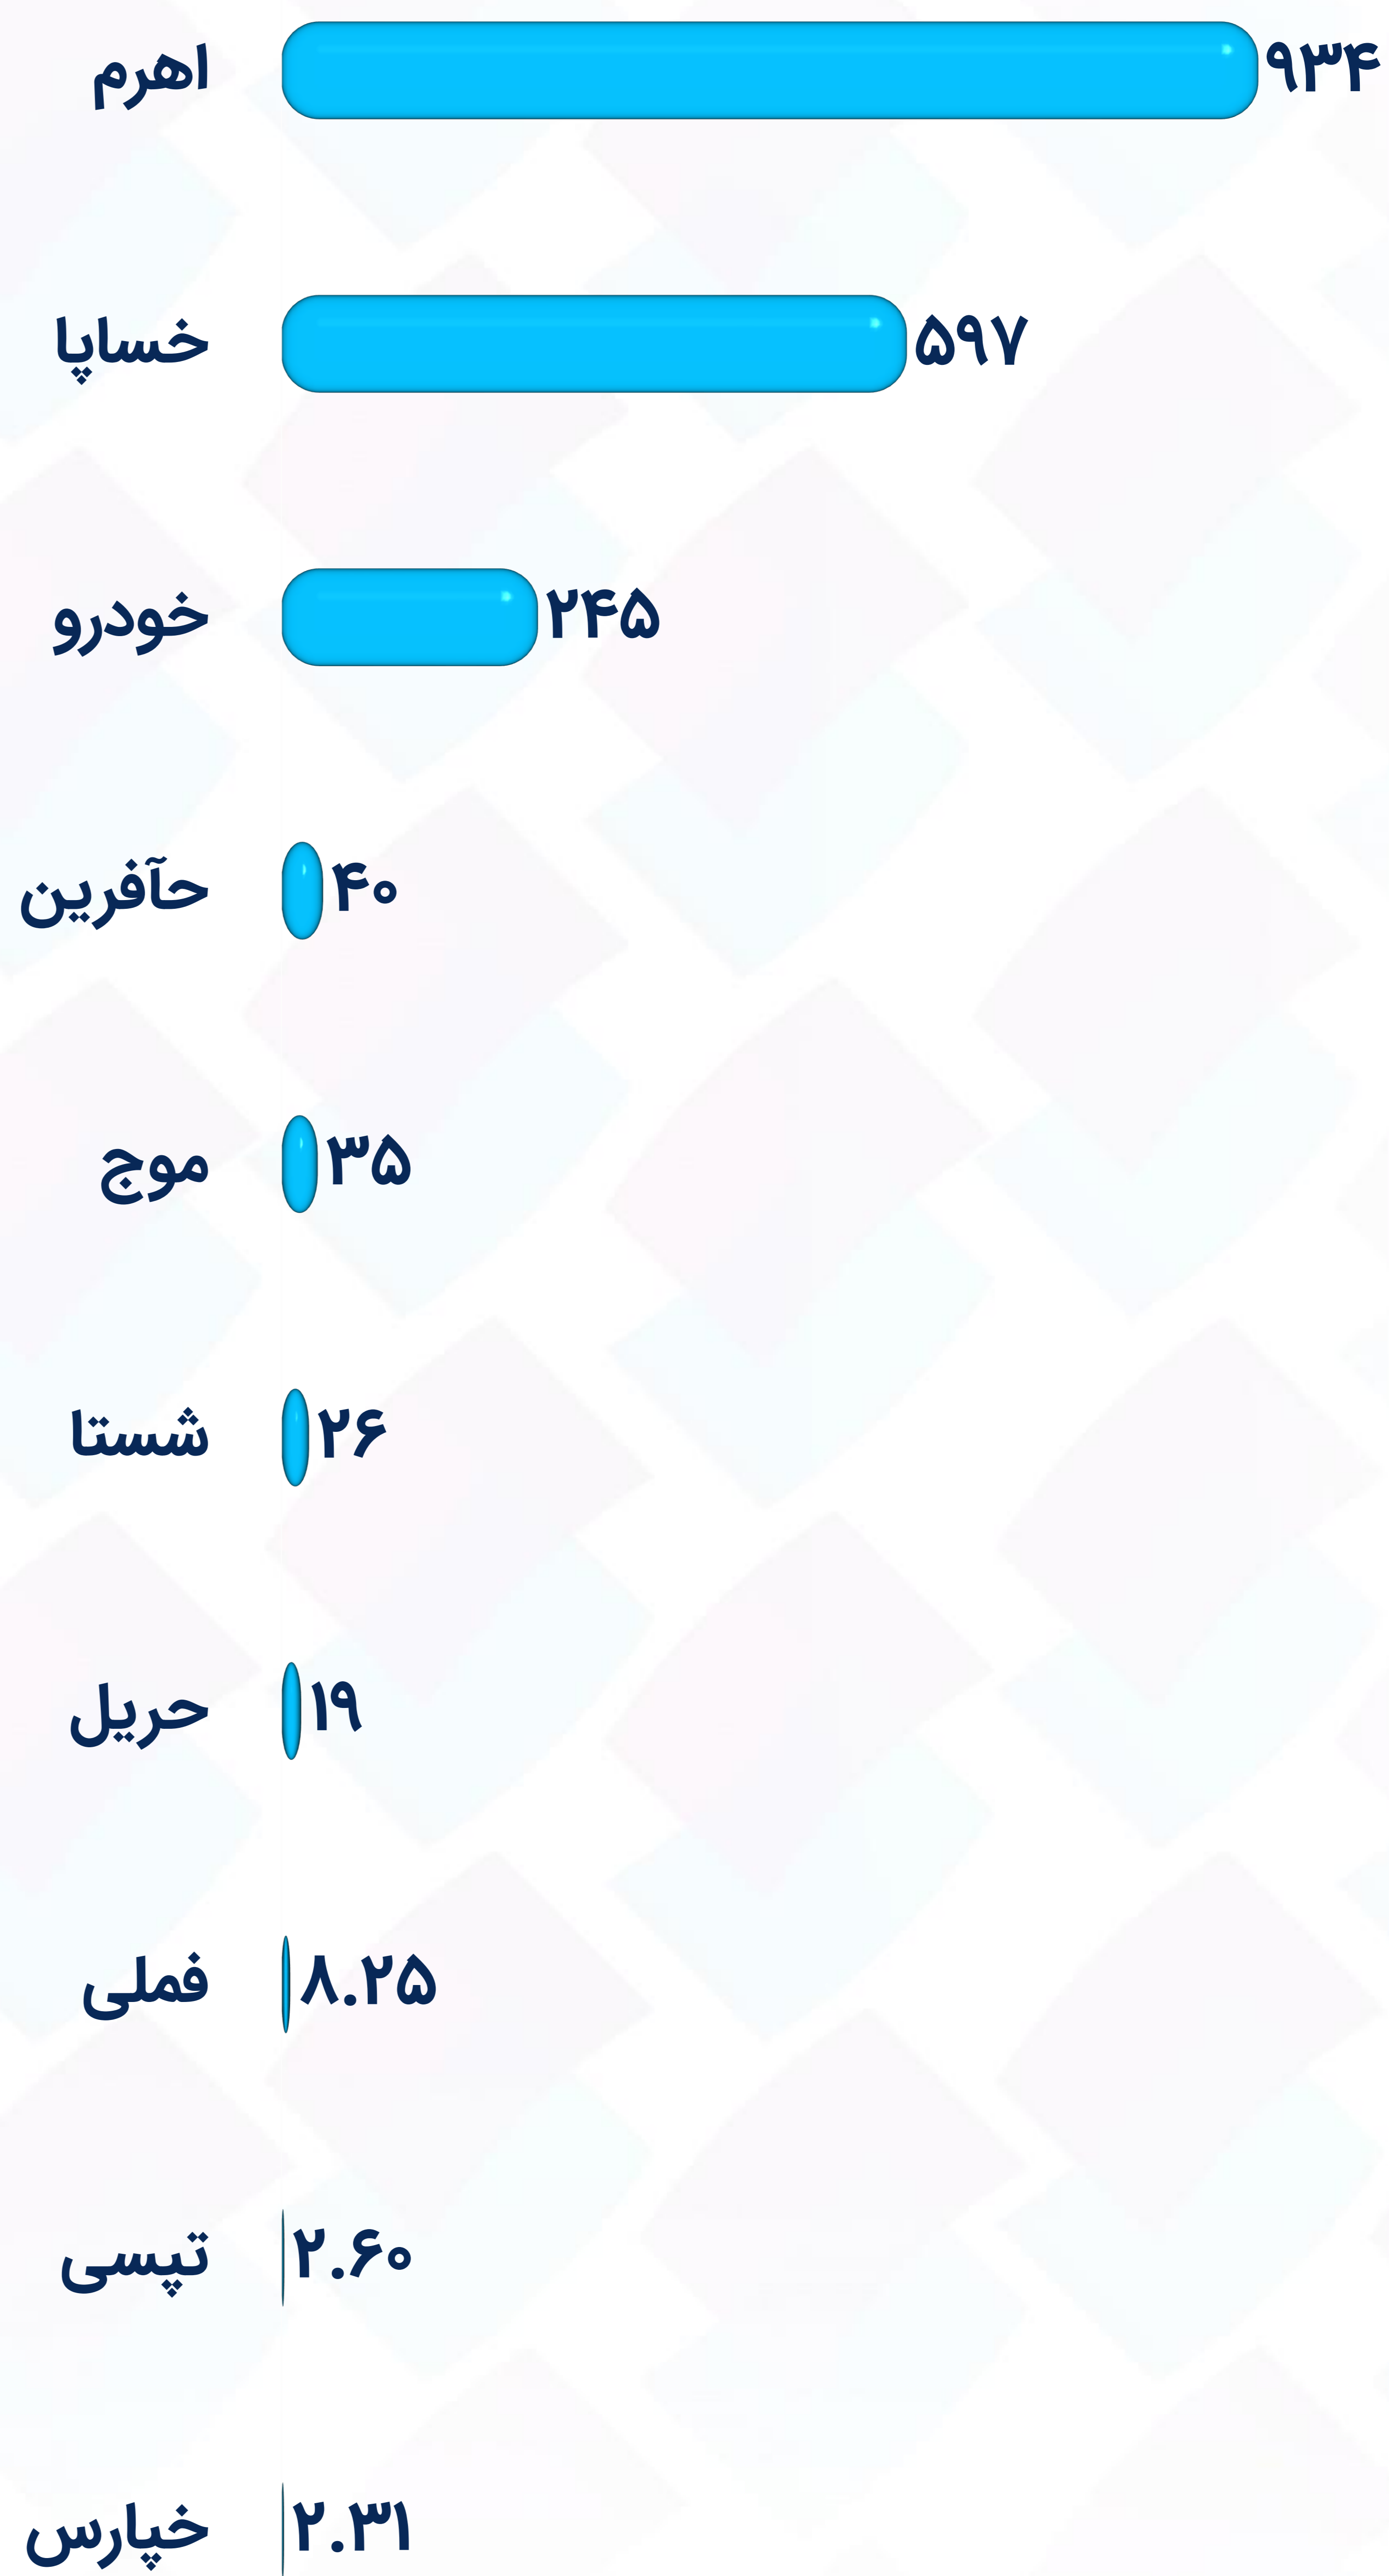 اهرم ۹۳۴
خساپا ۵۹۷
خودرو ۲۴۵
حآفرین ۴۰
موج ۳۵
شستا ۲۶
حریل ۱۹
فملی ۸.۲۵
تپسی ۲.۶۰
خپارس ۲.۳۱